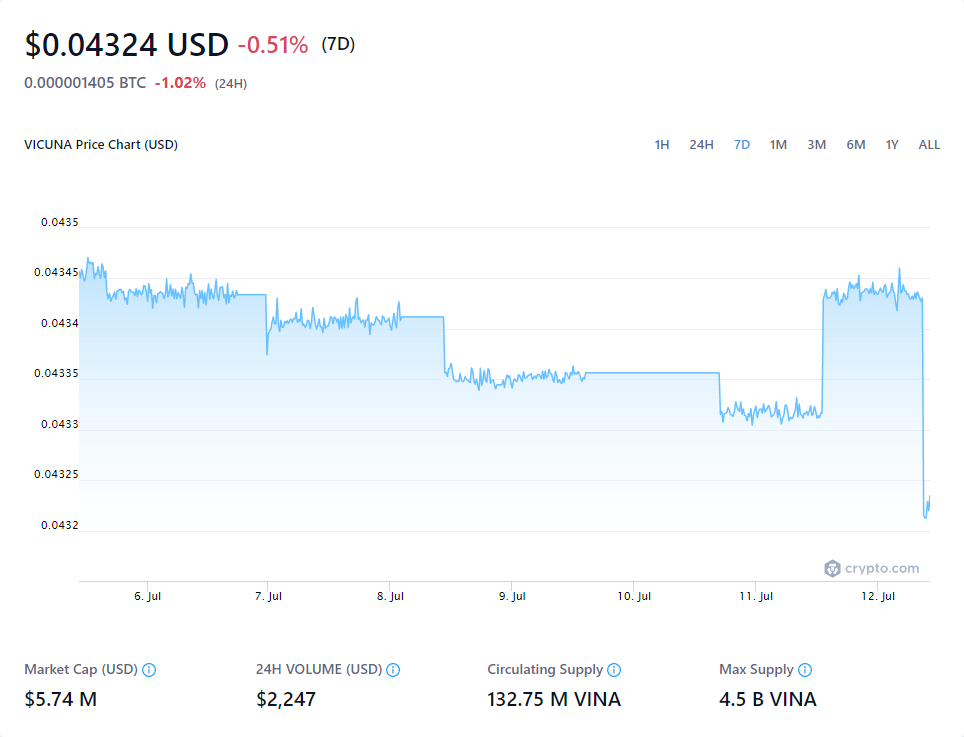 $0.04324 USD -0.51% (7D)
0.000001405 BTC -1.02% (24H)
VICUNA Price Chart (USD) 1H 24H 7D 1M 3M 6M 1Y ALL
0.0435
0.04345
0.0434
0.04335
0.0433
0.04325
0.0432
crypto.com
6. Jul 7. Jul 8. Jul 9. Jul 10. Jul 11. Jul 12. Jul
Market Cap (USD) 24H VOLUME (USD) Circulating Supply Max Supply
$5.74 M $2,247 132.75 M VINA 4.5 B VINA